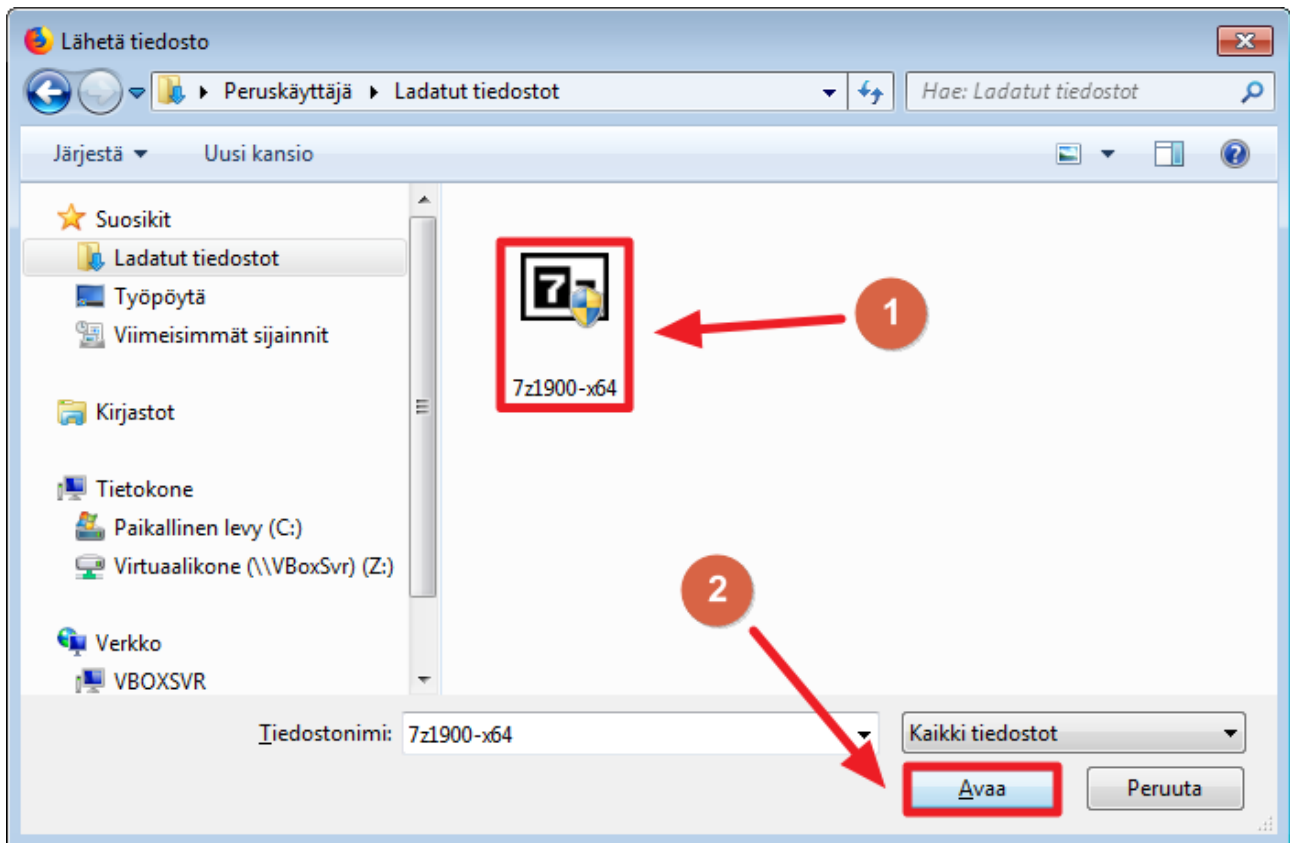 Lähetä tiedosto
Peruskäyttäjä Ladatut tiedostot
Hae: Ladatut tiedostot
Järjestä Uusi kansio
Suosikit
Ladatut tiedostot
Työpöytä
Viimeisimmät sijainnit
Kirjastot
Tietokone
Paikallinen levy (C:)
Virtuaalikone (\\VBoxSvr) (Z:)
Verkko
VBOXSVR
7z
7z1900-x64
1
2
Tiedostonimi: 7z1900-x64
Kaikki tiedostot
Avaa Peruuta